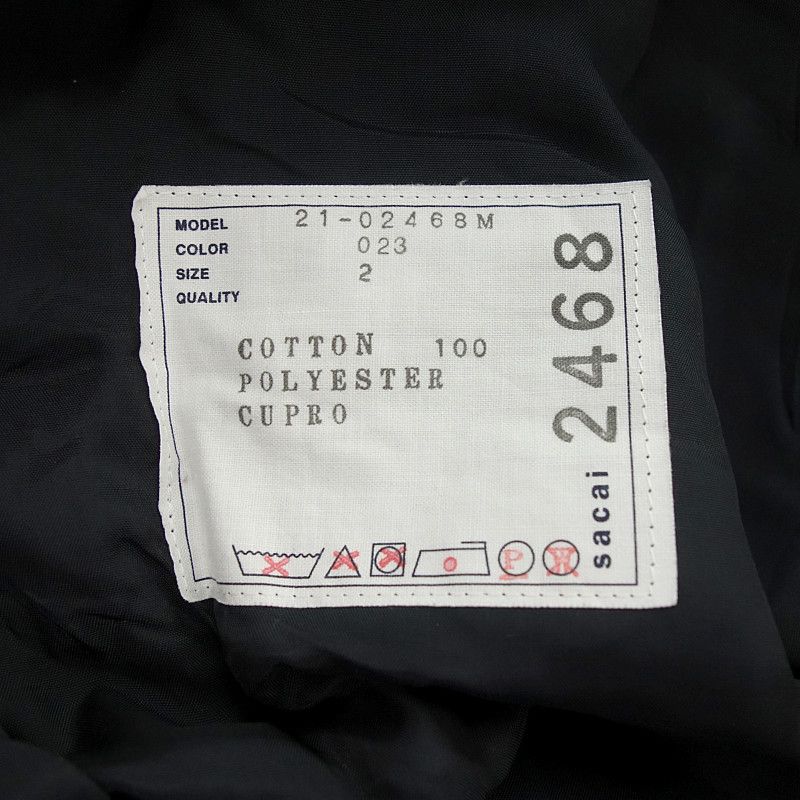 MODEL 21-02468M
COLOR 023
SIZE 2
QUALITY
COTTON 100
POLYESTER
CUPRO
P
W
sacai 2468